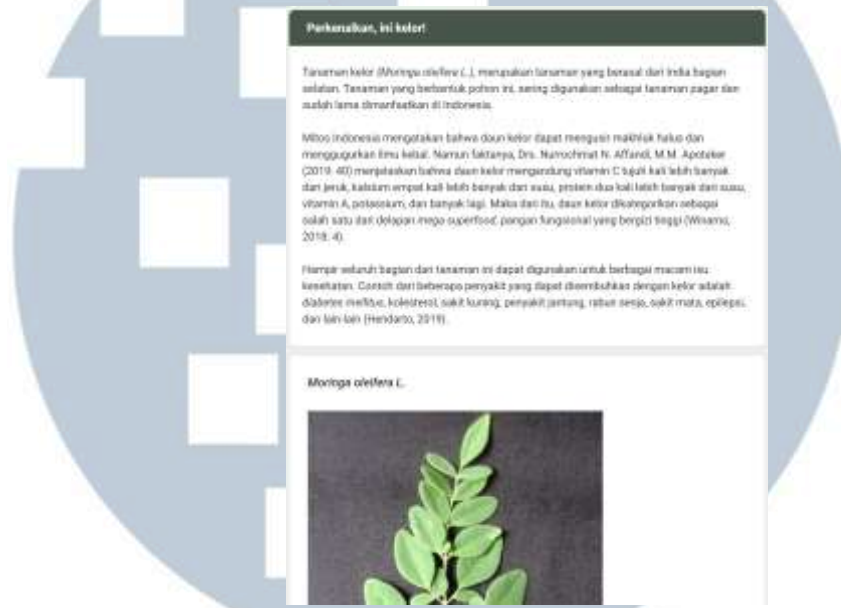 Perkenalkan, ini kelor!
Tanaman kelor (Moringa oleifera L.), merupakan tanaman yang berasal dari India bagian
selatan. Tanaman yang berbentuk pohon ini, sering digunakan sebagai tanaman pagar dan
sudah lama dimanfaatkan di Indonesia.
Mitos Indonesia mengatakan bahwa daun kelor dapat mengusir makhluk halus dan
menggugurkan ilmu kebal. Namun faktanya, Drs. Nurrochmat N. Affandi, M.M. Apoteker
(2019: 40) menjelaskan bahwa daun kelor mengandung vitamin C tujuh kali lebih banyak
dari jeruk, kalsium empat kali lebih banyak dari susu, protein dua kali lebih banyak dari susu,
vitamin A, potassium, dan banyak lagi. Maka dari itu, daun kelor dikategorikan sebagai
salah satu dari delapan mega superfood, pangan fungsional yang bergizi tinggi (Winarno,
2018: 4).
Hampir seluruh bagian dari tanaman ini dapat digunakan untuk berbagai macam isu
kesehatan. Contoh dari beberapa penyakit yang dapat disembuhkan dengan kelor adalah
diabetes mellitus, kolesterol, sakit kuning, penyakit jantung, rabun senja, sakit mata, epilepsi,
dan lain-lain (Hendarto, 2019).
Moringa oleifera L.